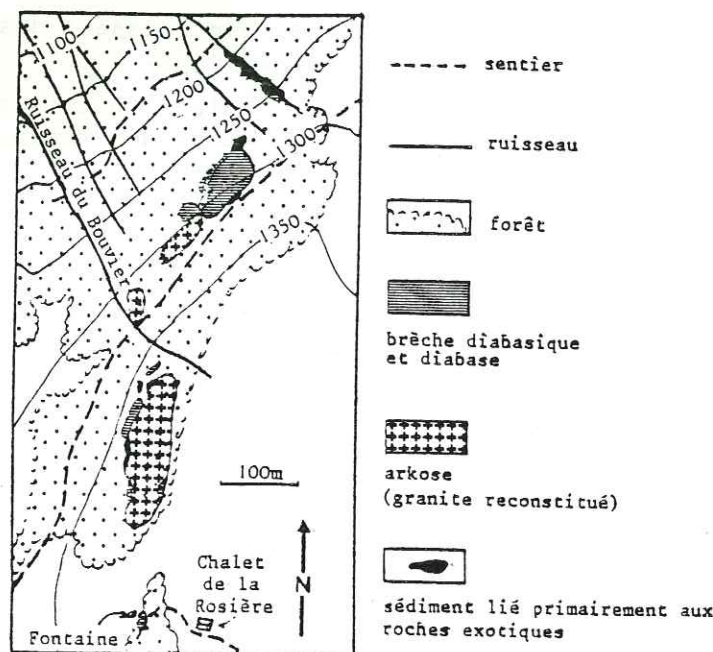 1100
1150
1200
1250
1300
1350
Ruisseau du Bouvier
100m
N
Chalet
de la
Rosière
Fontaine
sentier
ruisseau
forêt
brèche diabasique
et diabase
arkose
(granite reconstitué)
sédiment lié primairement aux
roches exotiques